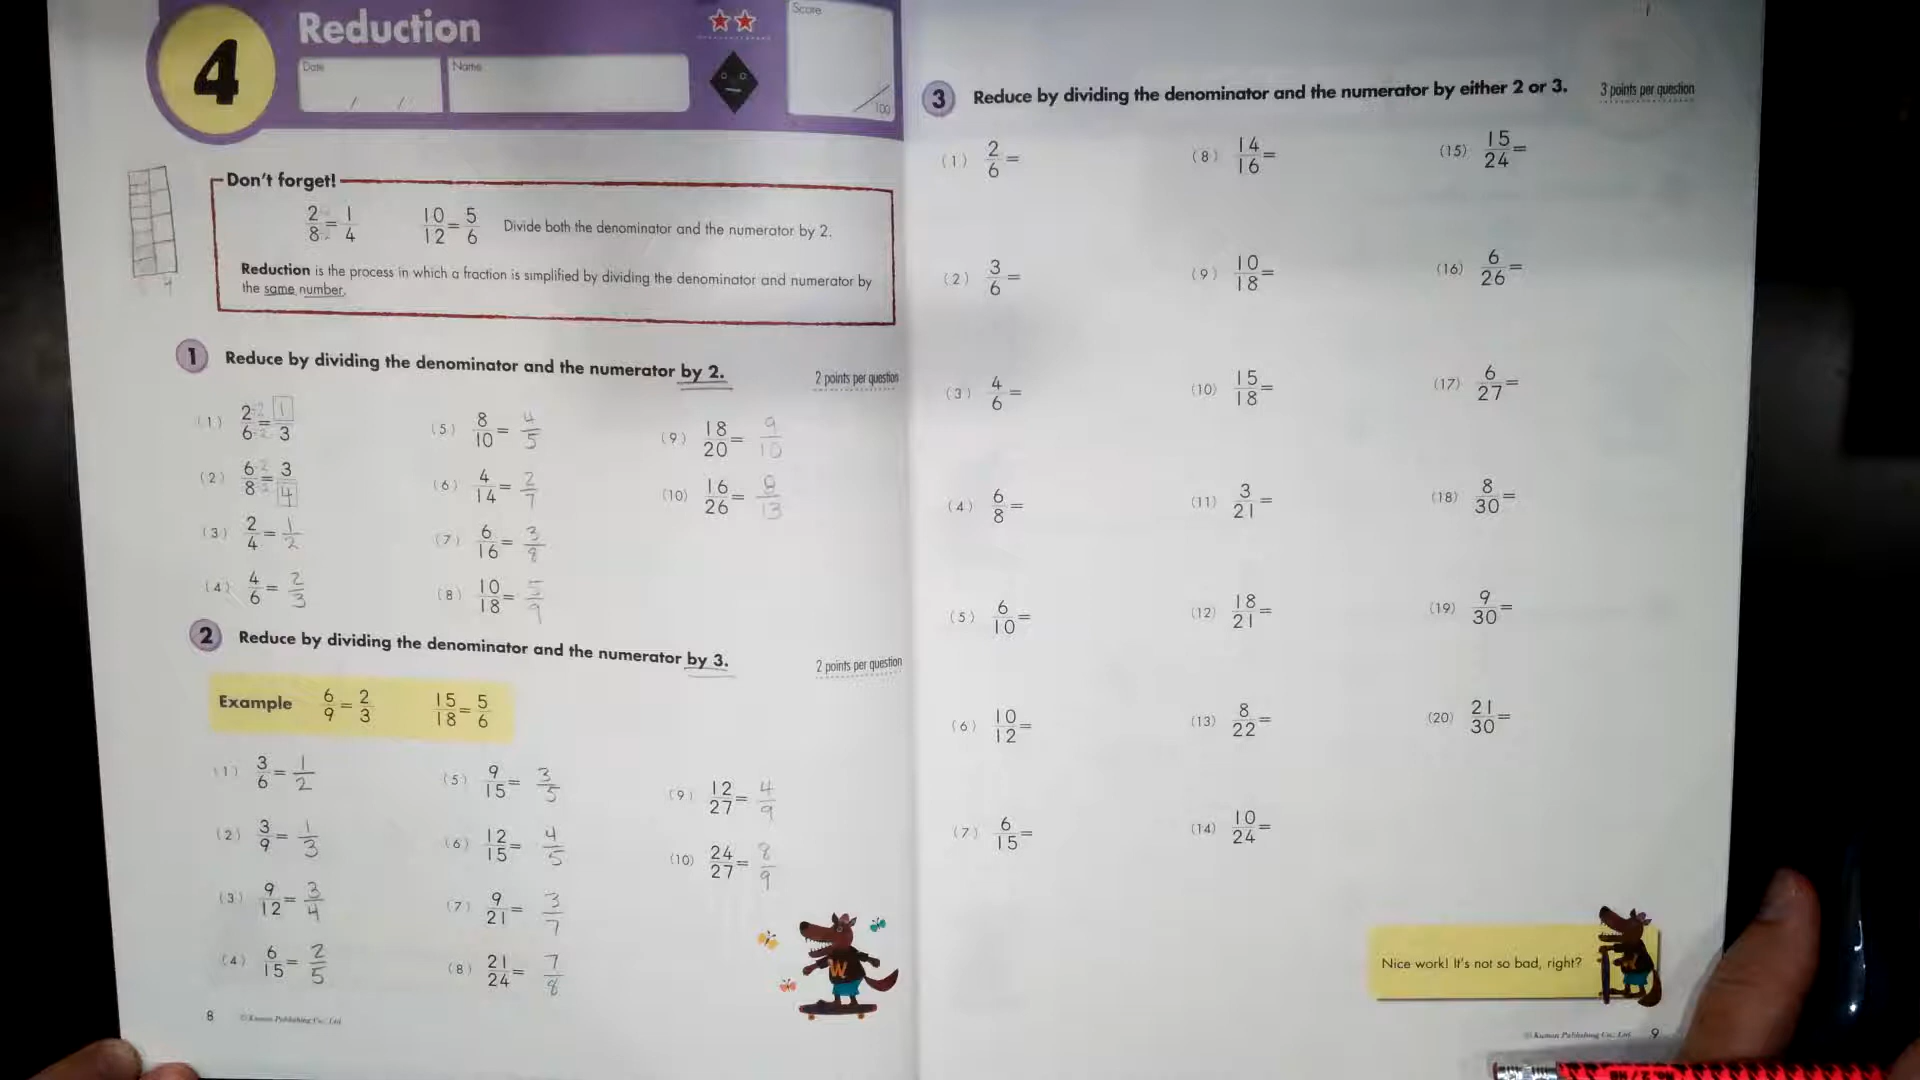 4
Reduction
Date
/ /
Name
Score
/100
Don't forget!
2/8 = 1/4
10/12 = 5/6
Divide both the denominator and the numerator by 2.
Reduction is the process in which a fraction is simplified by dividing the denominator and numerator by
the same number.
1 Reduce by dividing the denominator and the numerator by 2.
2 points per question
(1) 2/6 = 1/3
(2) 6/8 = 3/4
(3) 2/4 = 1/2
(4) 4/6 = 2/3
(5) 8/10 = 4/5
(6) 4/14 = 2/7
(7) 6/16 = 3/8
(8) 10/18 = 5/9
(9) 18/20 = 9/10
(10) 16/26 = 8/13
2 Reduce by dividing the denominator and the numerator by 3.
2 points per question
Example 6/9 = 2/3 15/18 = 5/6
(1) 3/6 = 1/2
(2) 3/9 = 1/3
(3) 9/12 = 3/4
(4) 6/15 = 2/5
(5) 9/15 = 3/5
(6) 12/15 = 4/5
(7) 9/21 = 3/7
(8) 21/24 = 7/8
(9) 12/27 = 4/9
(10) 24/27 = 8/9
W
8 © Kumon Publishing Co., Ltd.
3 Reduce by dividing the denominator and the numerator by either 2 or 3.
3 points per question
(1) 2/6 =
(2) 3/6 =
(3) 4/6 =
(4) 6/8 =
(5) 6/10 =
(6) 10/12 =
(7) 6/15 =
(8) 14/16 =
(9) 10/18 =
(10) 15/18 =
(11) 3/21 =
(12) 18/21 =
(13) 8/22 =
(14) 10/24 =
(15) 15/24 =
(16) 6/26 =
(17) 6/27 =
(18) 8/30 =
(19) 9/30 =
(20) 21/30 =
Nice work! It's not so bad, right?
© Kumon Publishing Co., Ltd. 9